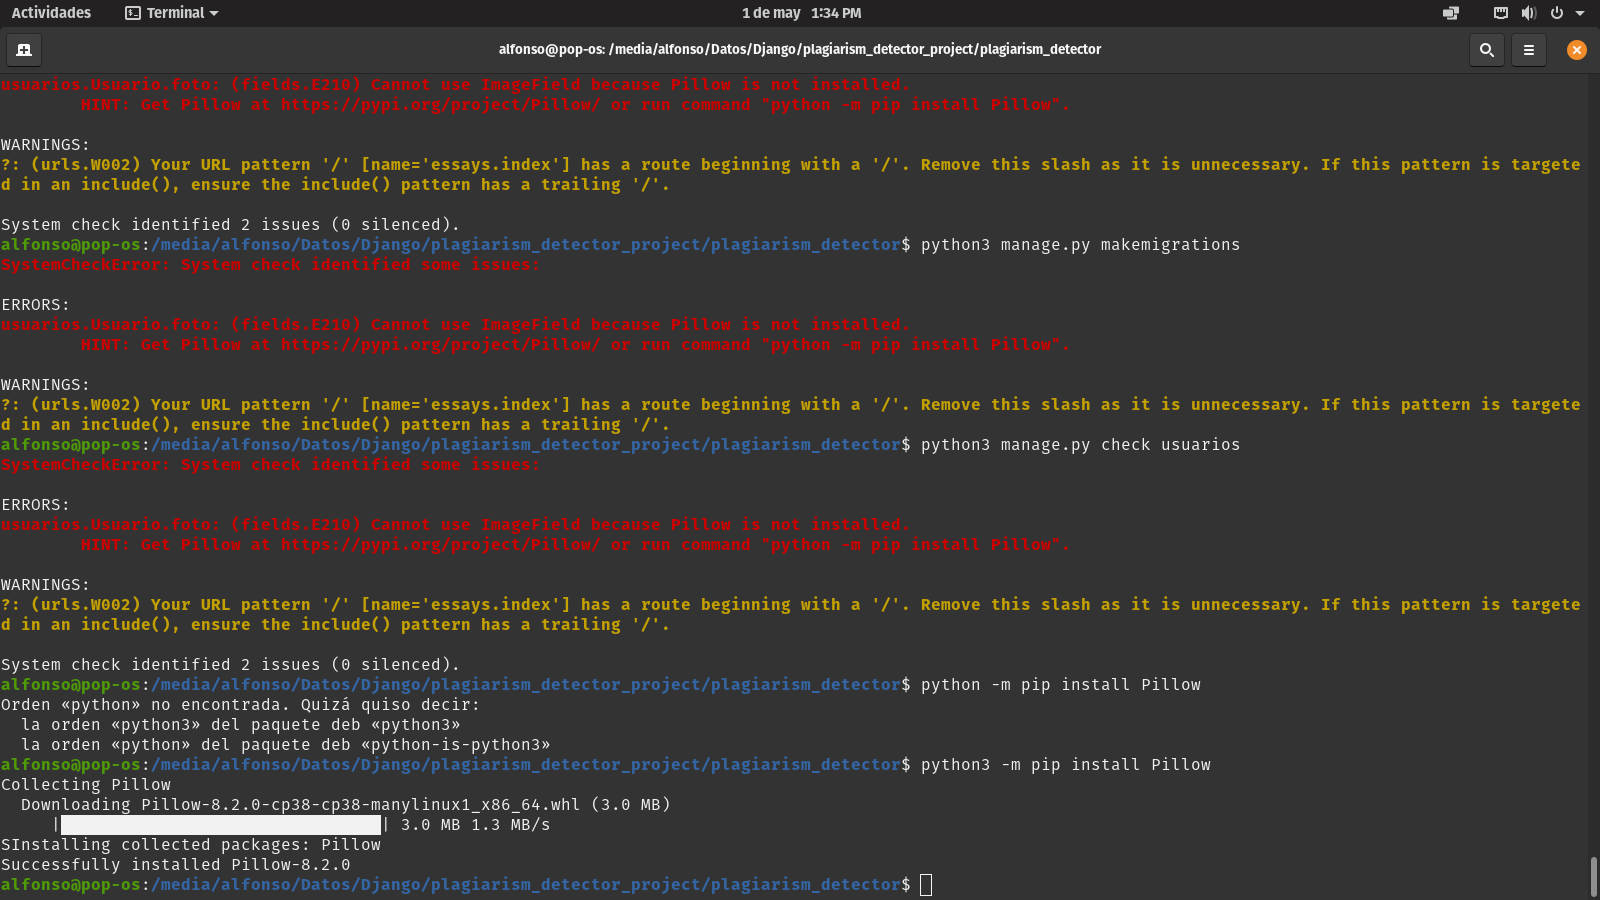 Actividades Terminal 1 de may 1:34 PM
alfonso@pop-os: /media/alfonso/Datos/Django/plagiarism_detector_project/plagiarism_detector
usuarios.Usuario.foto: (fields.E210) Cannot use ImageField because Pillow is not installed.
HINT: Get Pillow at https://pypi.org/project/Pillow/ or run command "python -m pip install Pillow".
WARNINGS:
?: (urls.W002) Your URL pattern '/' [name='essays.index'] has a route beginning with a '/'. Remove this slash as it is unnecessary. If this pattern is targete
d in an include(), ensure the include() pattern has a trailing '/'.
System check identified 2 issues (0 silenced).
alfonso@pop-os:/media/alfonso/Datos/Django/plagiarism_detector_project/plagiarism_detector$ python3 manage.py makemigrations
SystemCheckError: System check identified some issues:
ERRORS:
usuarios.Usuario.foto: (fields.E210) Cannot use ImageField because Pillow is not installed.
HINT: Get Pillow at https://pypi.org/project/Pillow/ or run command "python -m pip install Pillow".
WARNINGS:
?: (urls.W002) Your URL pattern '/' [name='essays.index'] has a route beginning with a '/'. Remove this slash as it is unnecessary. If this pattern is targete
d in an include(), ensure the include() pattern has a trailing '/'.
alfonso@pop-os:/media/alfonso/Datos/Django/plagiarism_detector_project/plagiarism_detector$ python3 manage.py check usuarios
SystemCheckError: System check identified some issues:
ERRORS:
usuarios.Usuario.foto: (fields.E210) Cannot use ImageField because Pillow is not installed.
HINT: Get Pillow at https://pypi.org/project/Pillow/ or run command "python -m pip install Pillow".
WARNINGS:
?: (urls.W002) Your URL pattern '/' [name='essays.index'] has a route beginning with a '/'. Remove this slash as it is unnecessary. If this pattern is targete
d in an include(), ensure the include() pattern has a trailing '/'.
System check identified 2 issues (0 silenced).
alfonso@pop-os:/media/alfonso/Datos/Django/plagiarism_detector_project/plagiarism_detector$ python -m pip install Pillow
Orden «python» no encontrada. Quizá quiso decir:
la orden «python3» del paquete deb «python3»
la orden «python» del paquete deb «python-is-python3»
alfonso@pop-os:/media/alfonso/Datos/Django/plagiarism_detector_project/plagiarism_detector$ python3 -m pip install Pillow
Collecting Pillow
Downloading Pillow-8.2.0-cp38-cp38-manylinux1_x86_64.whl (3.0 MB)
| | 3.0 MB 1.3 MB/s
SInstalling collected packages: Pillow
Successfully installed Pillow-8.2.0
alfonso@pop-os:/media/alfonso/Datos/Django/plagiarism_detector_project/plagiarism_detector$